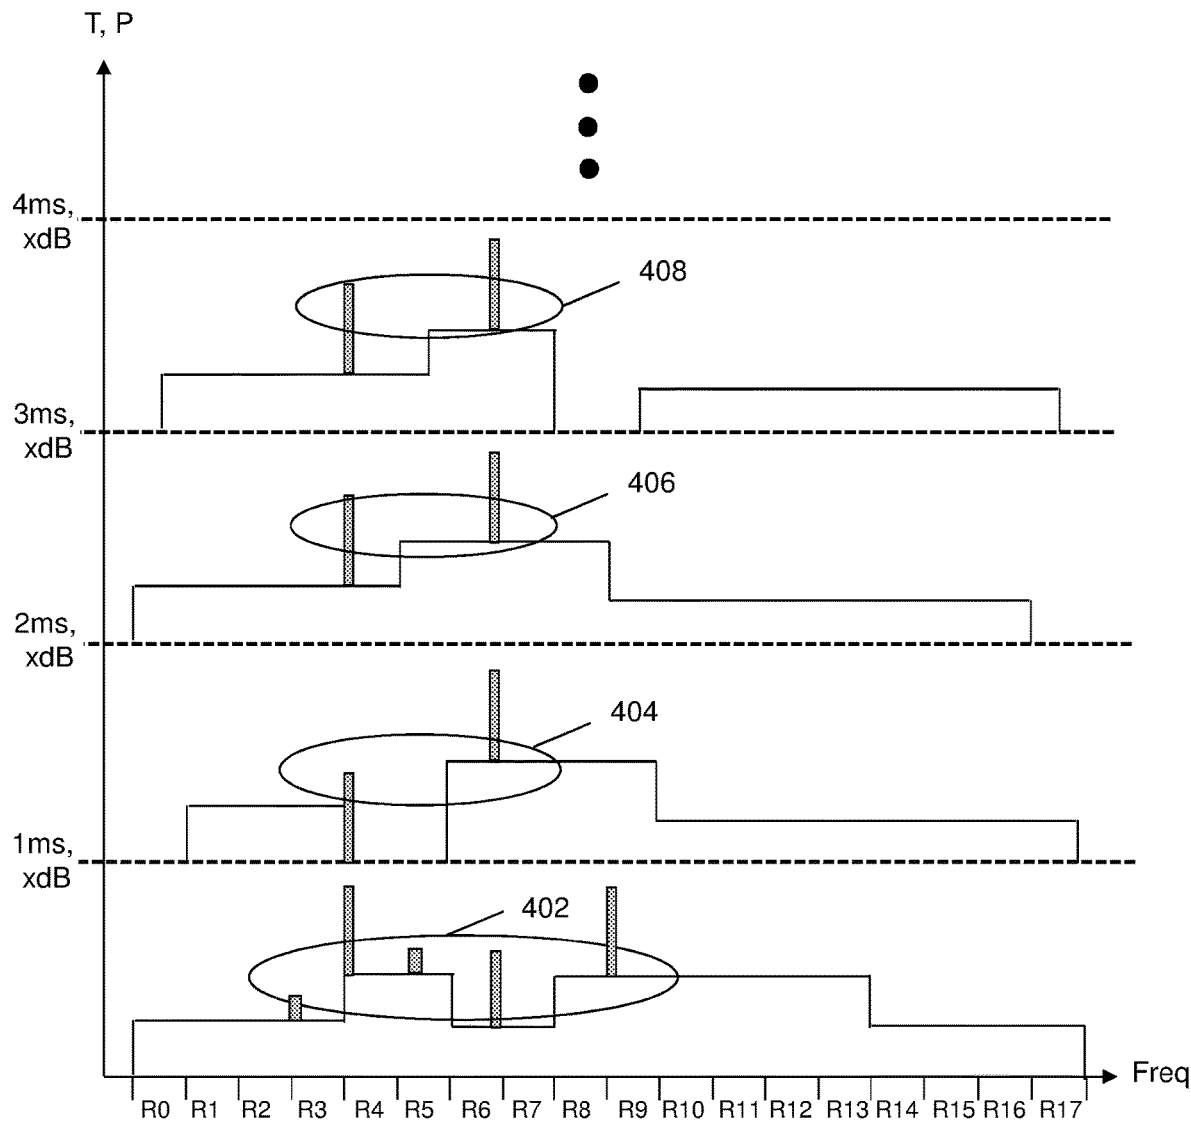 T, P
4ms,
xdB
408
3ms,
xdB
406
2ms,
xdB
404
1ms,
xdB
402
Freq
R0 R1 R2 R3 R4 R5 R6 R7 R8 R9 R10 R11 R12 R13 R14 R15 R16 R17